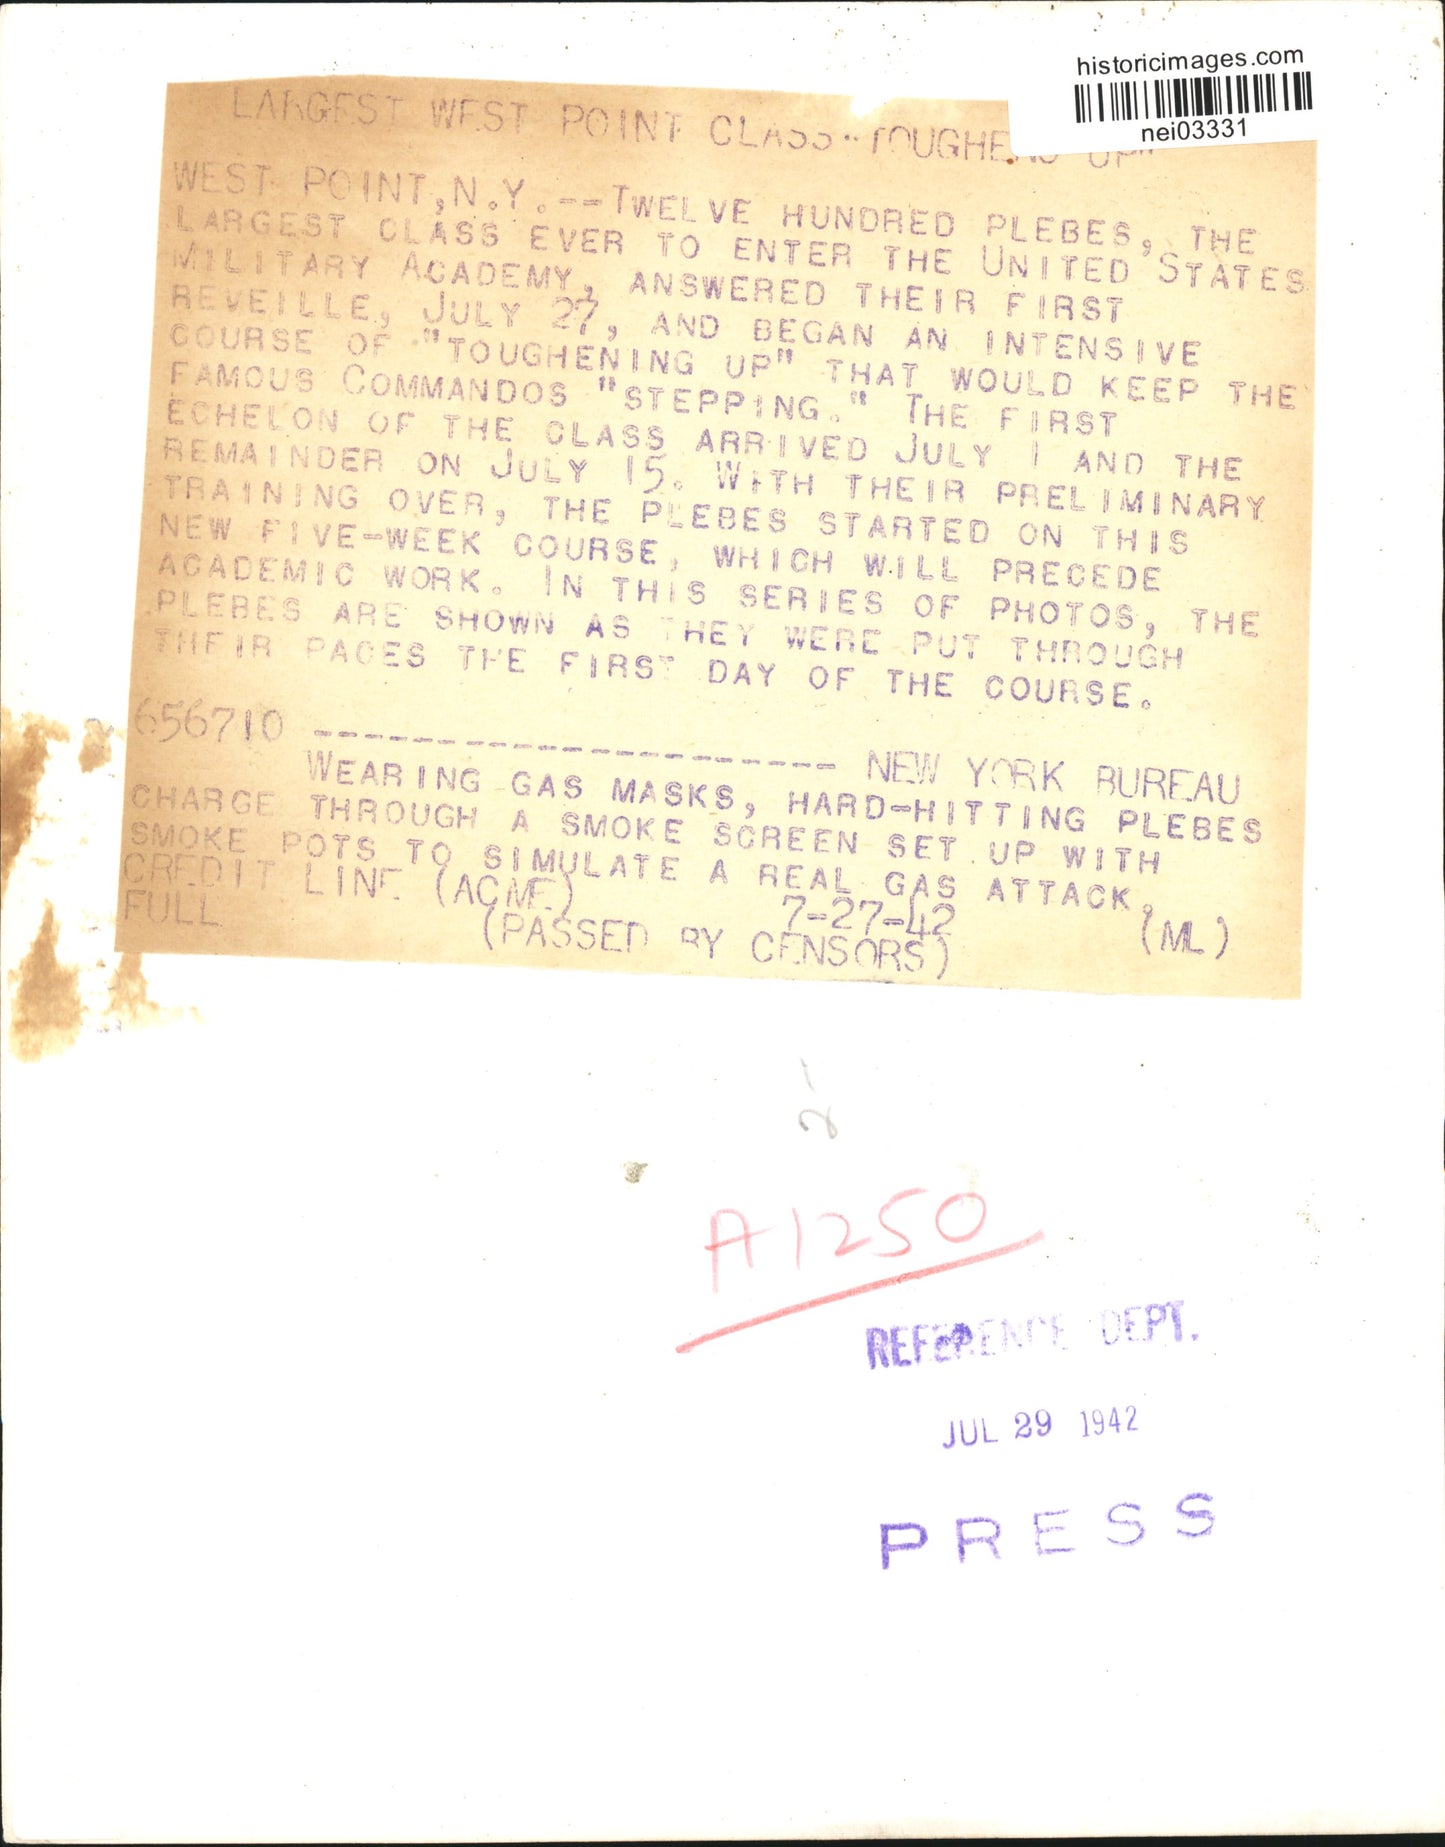 historicimages.com
nei03331
LARGEST WEST POINT CLASS "TOUGHENS UP"
WEST POINT, N.Y.--TWELVE HUNDRED PLEBES, THE
LARGEST CLASS EVER TO ENTER THE UNITED STATES
MILITARY ACADEMY, ANSWERED THEIR FIRST
REVEILLE, JULY 27, AND BEGAN AN INTENSIVE
COURSE OF "TOUGHENING UP" THAT WOULD KEEP THE
FAMOUS COMMANDOS "STEPPING." THE FIRST
ECHELON OF THE CLASS ARRIVED JULY 1 AND THE
REMAINDER ON JULY 15. WITH THEIR PRELIMINARY
TRAINING OVER, THE PLEBES STARTED ON THIS
NEW FIVE-WEEK COURSE, WHICH WILL PRECEDE
ACADEMIC WORK. IN THIS SERIES OF PHOTOS, THE
PLEBES ARE SHOWN AS THEY WERE PUT THROUGH
THEIR PACES THE FIRST DAY OF THE COURSE.
656710 ------------------- NEW YORK BUREAU
WEARING GAS MASKS, HARD-HITTING PLEBES
CHARGE THROUGH A SMOKE SCREEN SET UP WITH
SMOKE POTS TO SIMULATE A REAL GAS ATTACK.
CREDIT LINE (ACME) 7-27-42 (ML)
FULL (PASSED BY CENSORS)
A1250
REFERENCE DEPT.
JUL 29 1942
PRESS